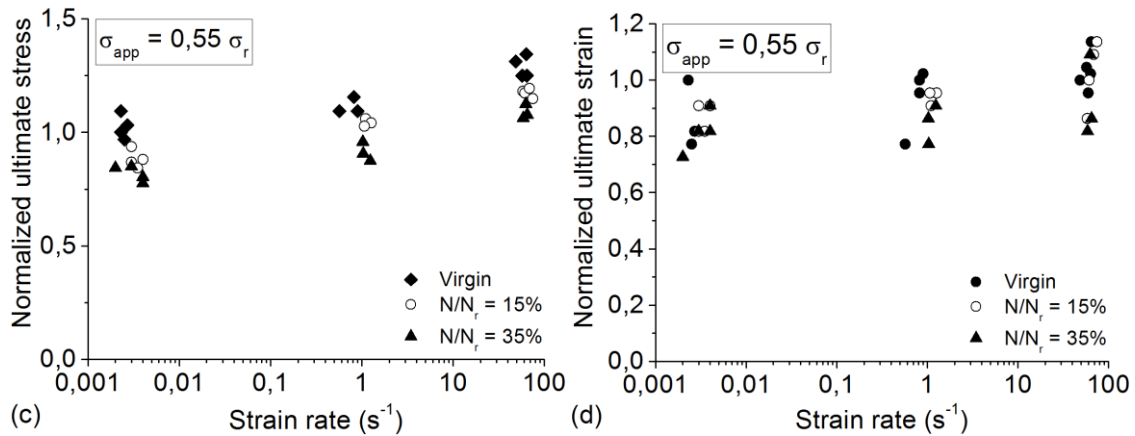 σapp = 0,55 σr
Normalized ultimate stress
1,5
1,0
0,5
0,0
Virgin
N/Nr = 15%
N/Nr = 35%
0,001 0,01 0,1 1 10 100
Strain rate (s-1)
(c)
σapp = 0,55 σr
Normalized ultimate strain
1,2
1,0
0,8
0,6
0,4
0,2
0,0
Virgin
N/Nr = 15%
N/Nr = 35%
0,001 0,01 0,1 1 10 100
Strain rate (s-1)
(d)